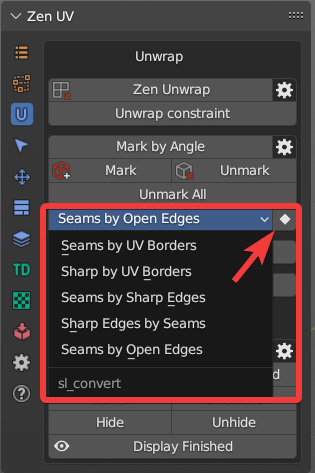 Zen UV
Unwrap
Zen Unwrap
Unwrap constraint
Mark by Angle
Mark Unmark
Unmark All
Seams by Open Edges
Seams by UV Borders
Sharp by UV Borders
Seams by Sharp Edges
Sharp Edges by Seams
Seams by Open Edges
TD
sl_convert
Hide Unhide
Display Finished